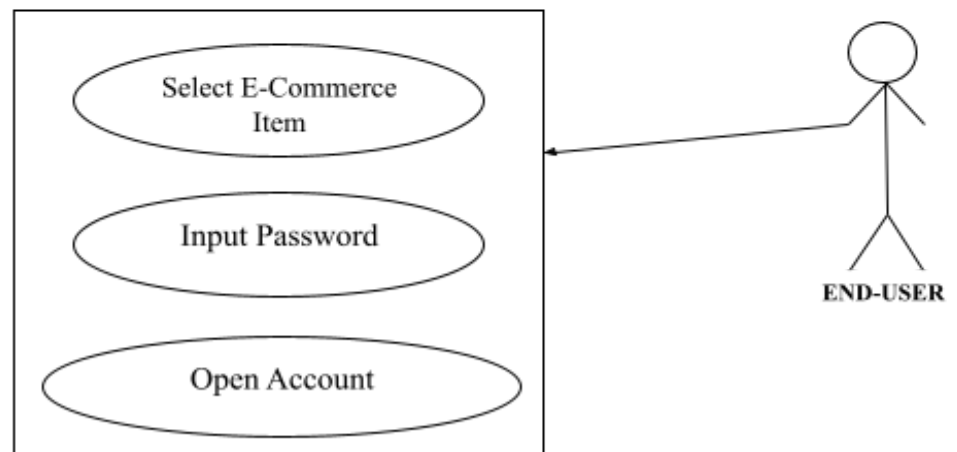 Select E-Commerce
Item
Input Password
Open Account
END-USER